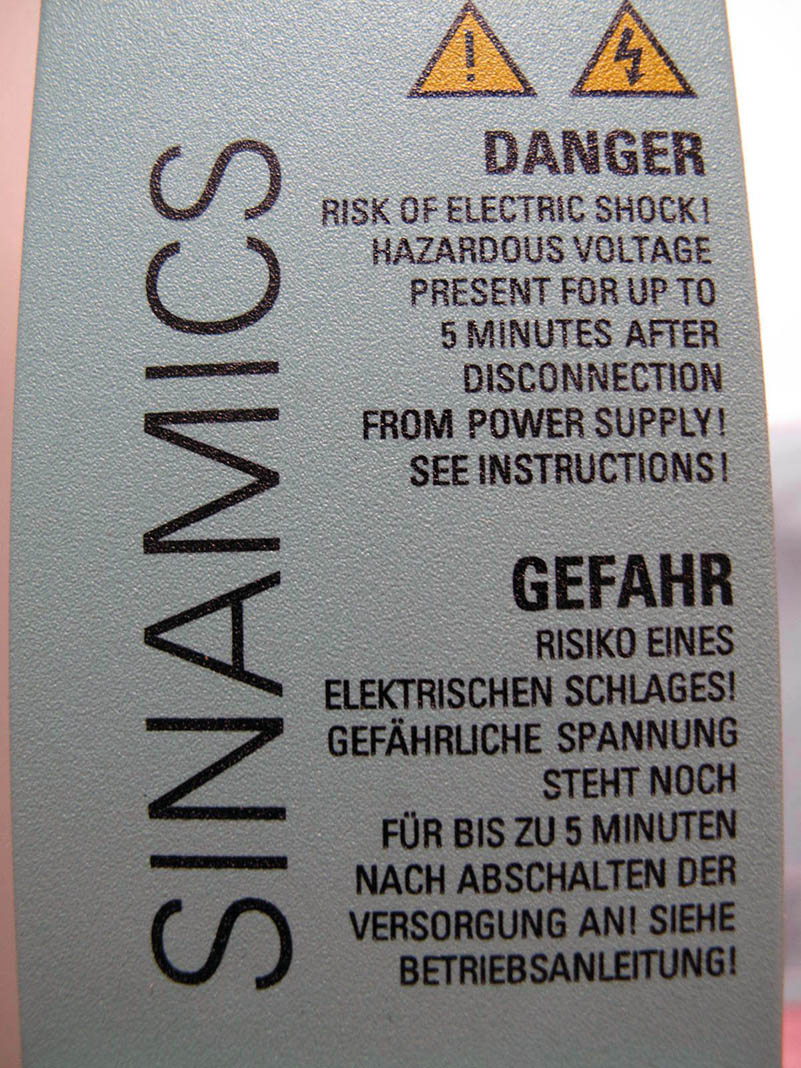 SINAMICS
DANGER
RISK OF ELECTRIC SHOCK!
HAZARDOUS VOLTAGE
PRESENT FOR UP TO
5 MINUTES AFTER
DISCONNECTION
FROM POWER SUPPLY!
SEE INSTRUCTIONS!
GEFAHR
RISIKO EINES
ELEKTRISCHEN SCHLAGES!
GEFÄHRLICHE SPANNUNG
STEHT NOCH
FÜR BIS ZU 5 MINUTEN
NACH ABSCHALTEN DER
VERSORGUNG AN! SIEHE
BETRIEBSANLEITUNG!